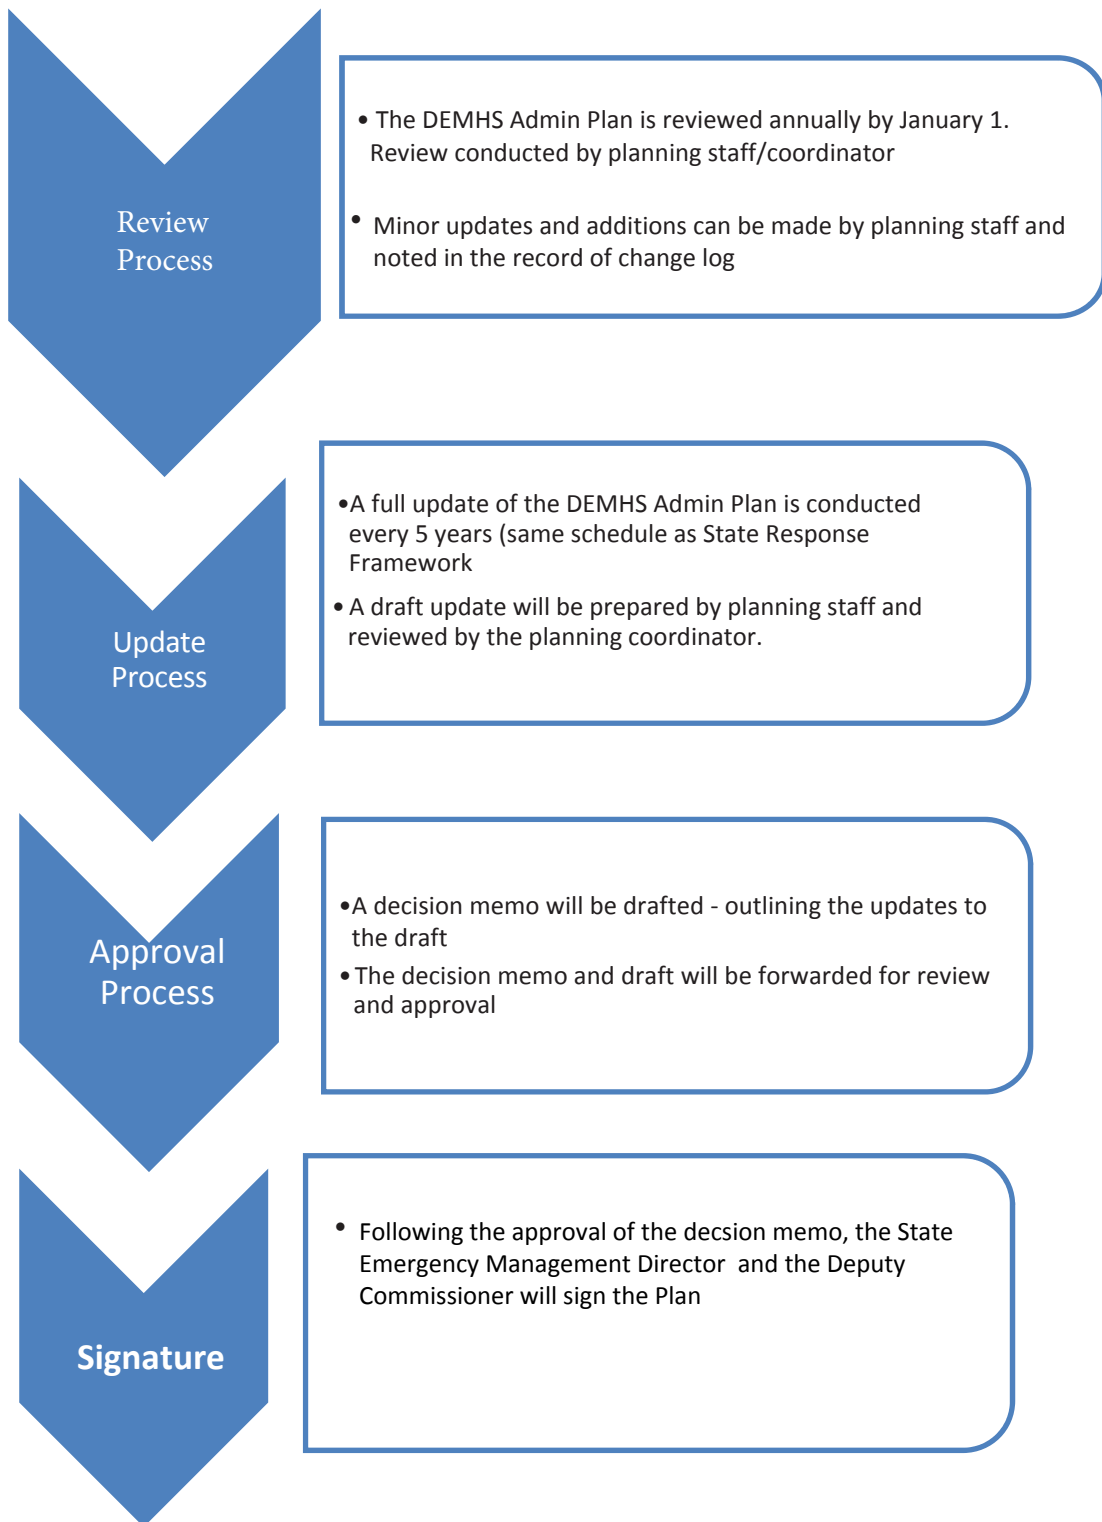 Review
Process
• The DEMHS Admin Plan is reviewed annually by January 1.
Review conducted by planning staff/coordinator
• Minor updates and additions can be made by planning staff and
noted in the record of change log
Update
Process
•A full update of the DEMHS Admin Plan is conducted
every 5 years (same schedule as State Response
Framework
• A draft update will be prepared by planning staff and
reviewed by the planning coordinator.
Approval
Process
•A decision memo will be drafted - outlining the updates to
the draft
•The decision memo and draft will be forwarded for review
and approval
Signature
• Following the approval of the decsion memo, the State
Emergency Management Director and the Deputy
Commissioner will sign the Plan